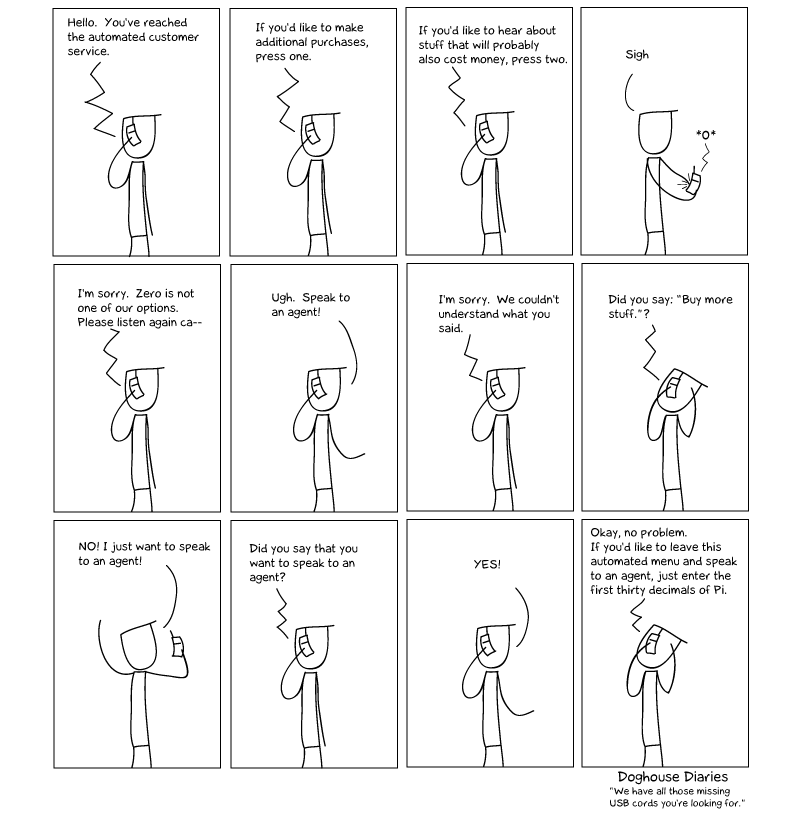 Hello. You've reached
the automated customer
service.
If you'd like to make
additional purchases,
press one.
If you'd like to hear about
stuff that will probably
also cost money, press two.
Sigh
*0*
I'm sorry. Zero is not
one of our options.
Please listen again ca--
Ugh. Speak to
an agent!
I'm sorry. We couldn't
understand what you
said.
Did you say: "Buy more
stuff."?
NO! I just want to speak
to an agent!
Did you say that you
want to speak to an
agent?
YES!
Okay, no problem.
If you'd like to leave this
automated menu and speak
to an agent, just enter the
first thirty decimals of Pi.
Doghouse Diaries
"We have all those missing
USB cords you're looking for."